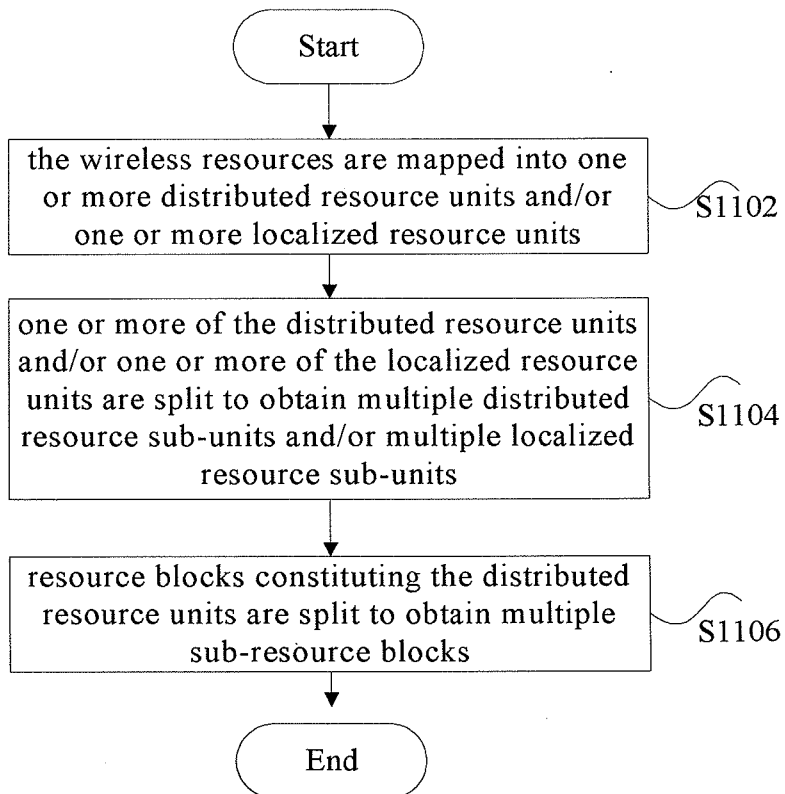 Start
the wireless resources are mapped into one
or more distributed resource units and/or
one or more localized resource units
S1102
one or more of the distributed resource units
and/or one or more of the localized resource
units are split to obtain multiple distributed
resource sub-units and/or multiple localized
resource sub-units
S1104
resource blocks constituting the distributed
resource units are split to obtain multiple
sub-resource blocks
S1106
End